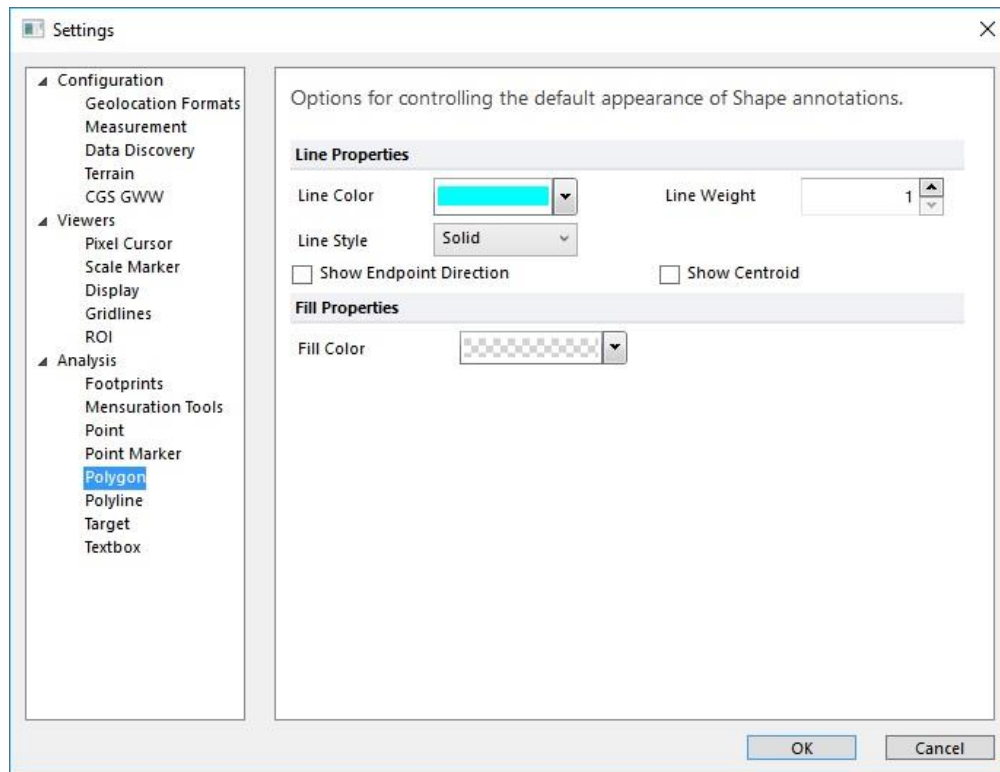 Settings
Configuration
Geolocation Formats
Measurement
Data Discovery
Terrain
CGS GWW
Viewers
Pixel Cursor
Scale Marker
Display
Gridlines
ROI
Analysis
Footprints
Mensuration Tools
Point
Point Marker
Polygon
Polyline
Target
Textbox
Options for controlling the default appearance of Shape annotations.
Line Properties
Line Color
Line Weight 1
Line Style Solid
Show Endpoint Direction
Show Centroid
Fill Properties
Fill Color
OK
Cancel